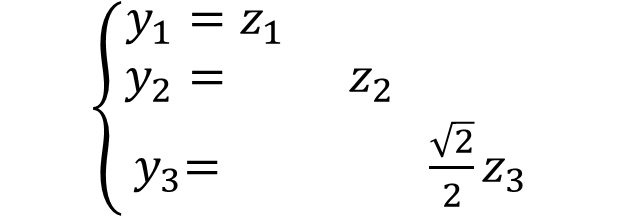 y₁ = z₁
y₂ = z₂
y₃= √2/2 z₃